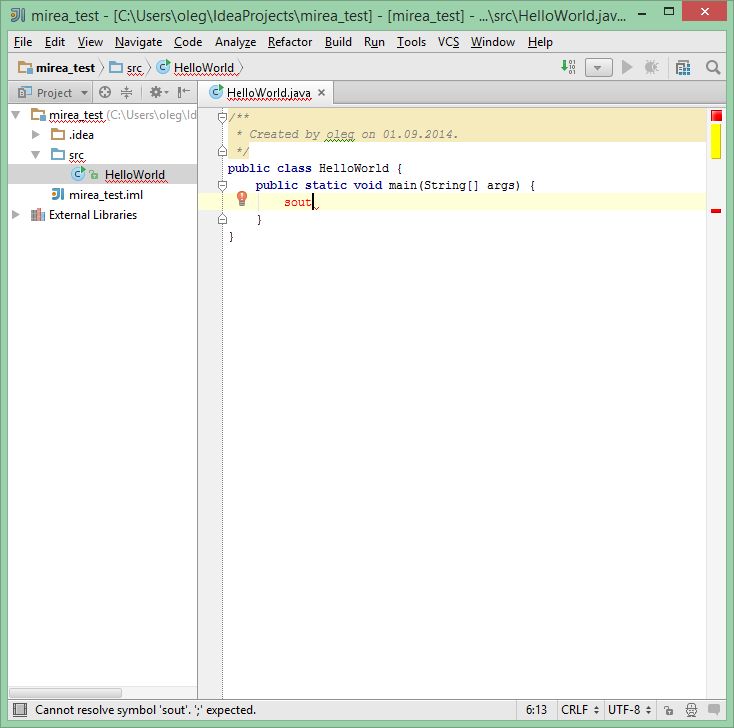 mirea_test - [C:\Users\oleg\IdeaProjects\mirea_test] - [mirea_test] - ...\src\HelloWorld.jav...
File Edit View Navigate Code Analyze Refactor Build Run Tools VCS Window Help
mirea_test src HelloWorld
Project
HelloWorld.java
mirea_test (C:\Users\oleg\Id
.idea
src
HelloWorld
mirea_test.iml
External Libraries
/**
* Created by oleg on 01.09.2014.
*/
public class HelloWorld {
public static void main(String[] args) {
sout
}
}
Cannot resolve symbol 'sout'. ';' expected. 6:13 CRLF UTF-8